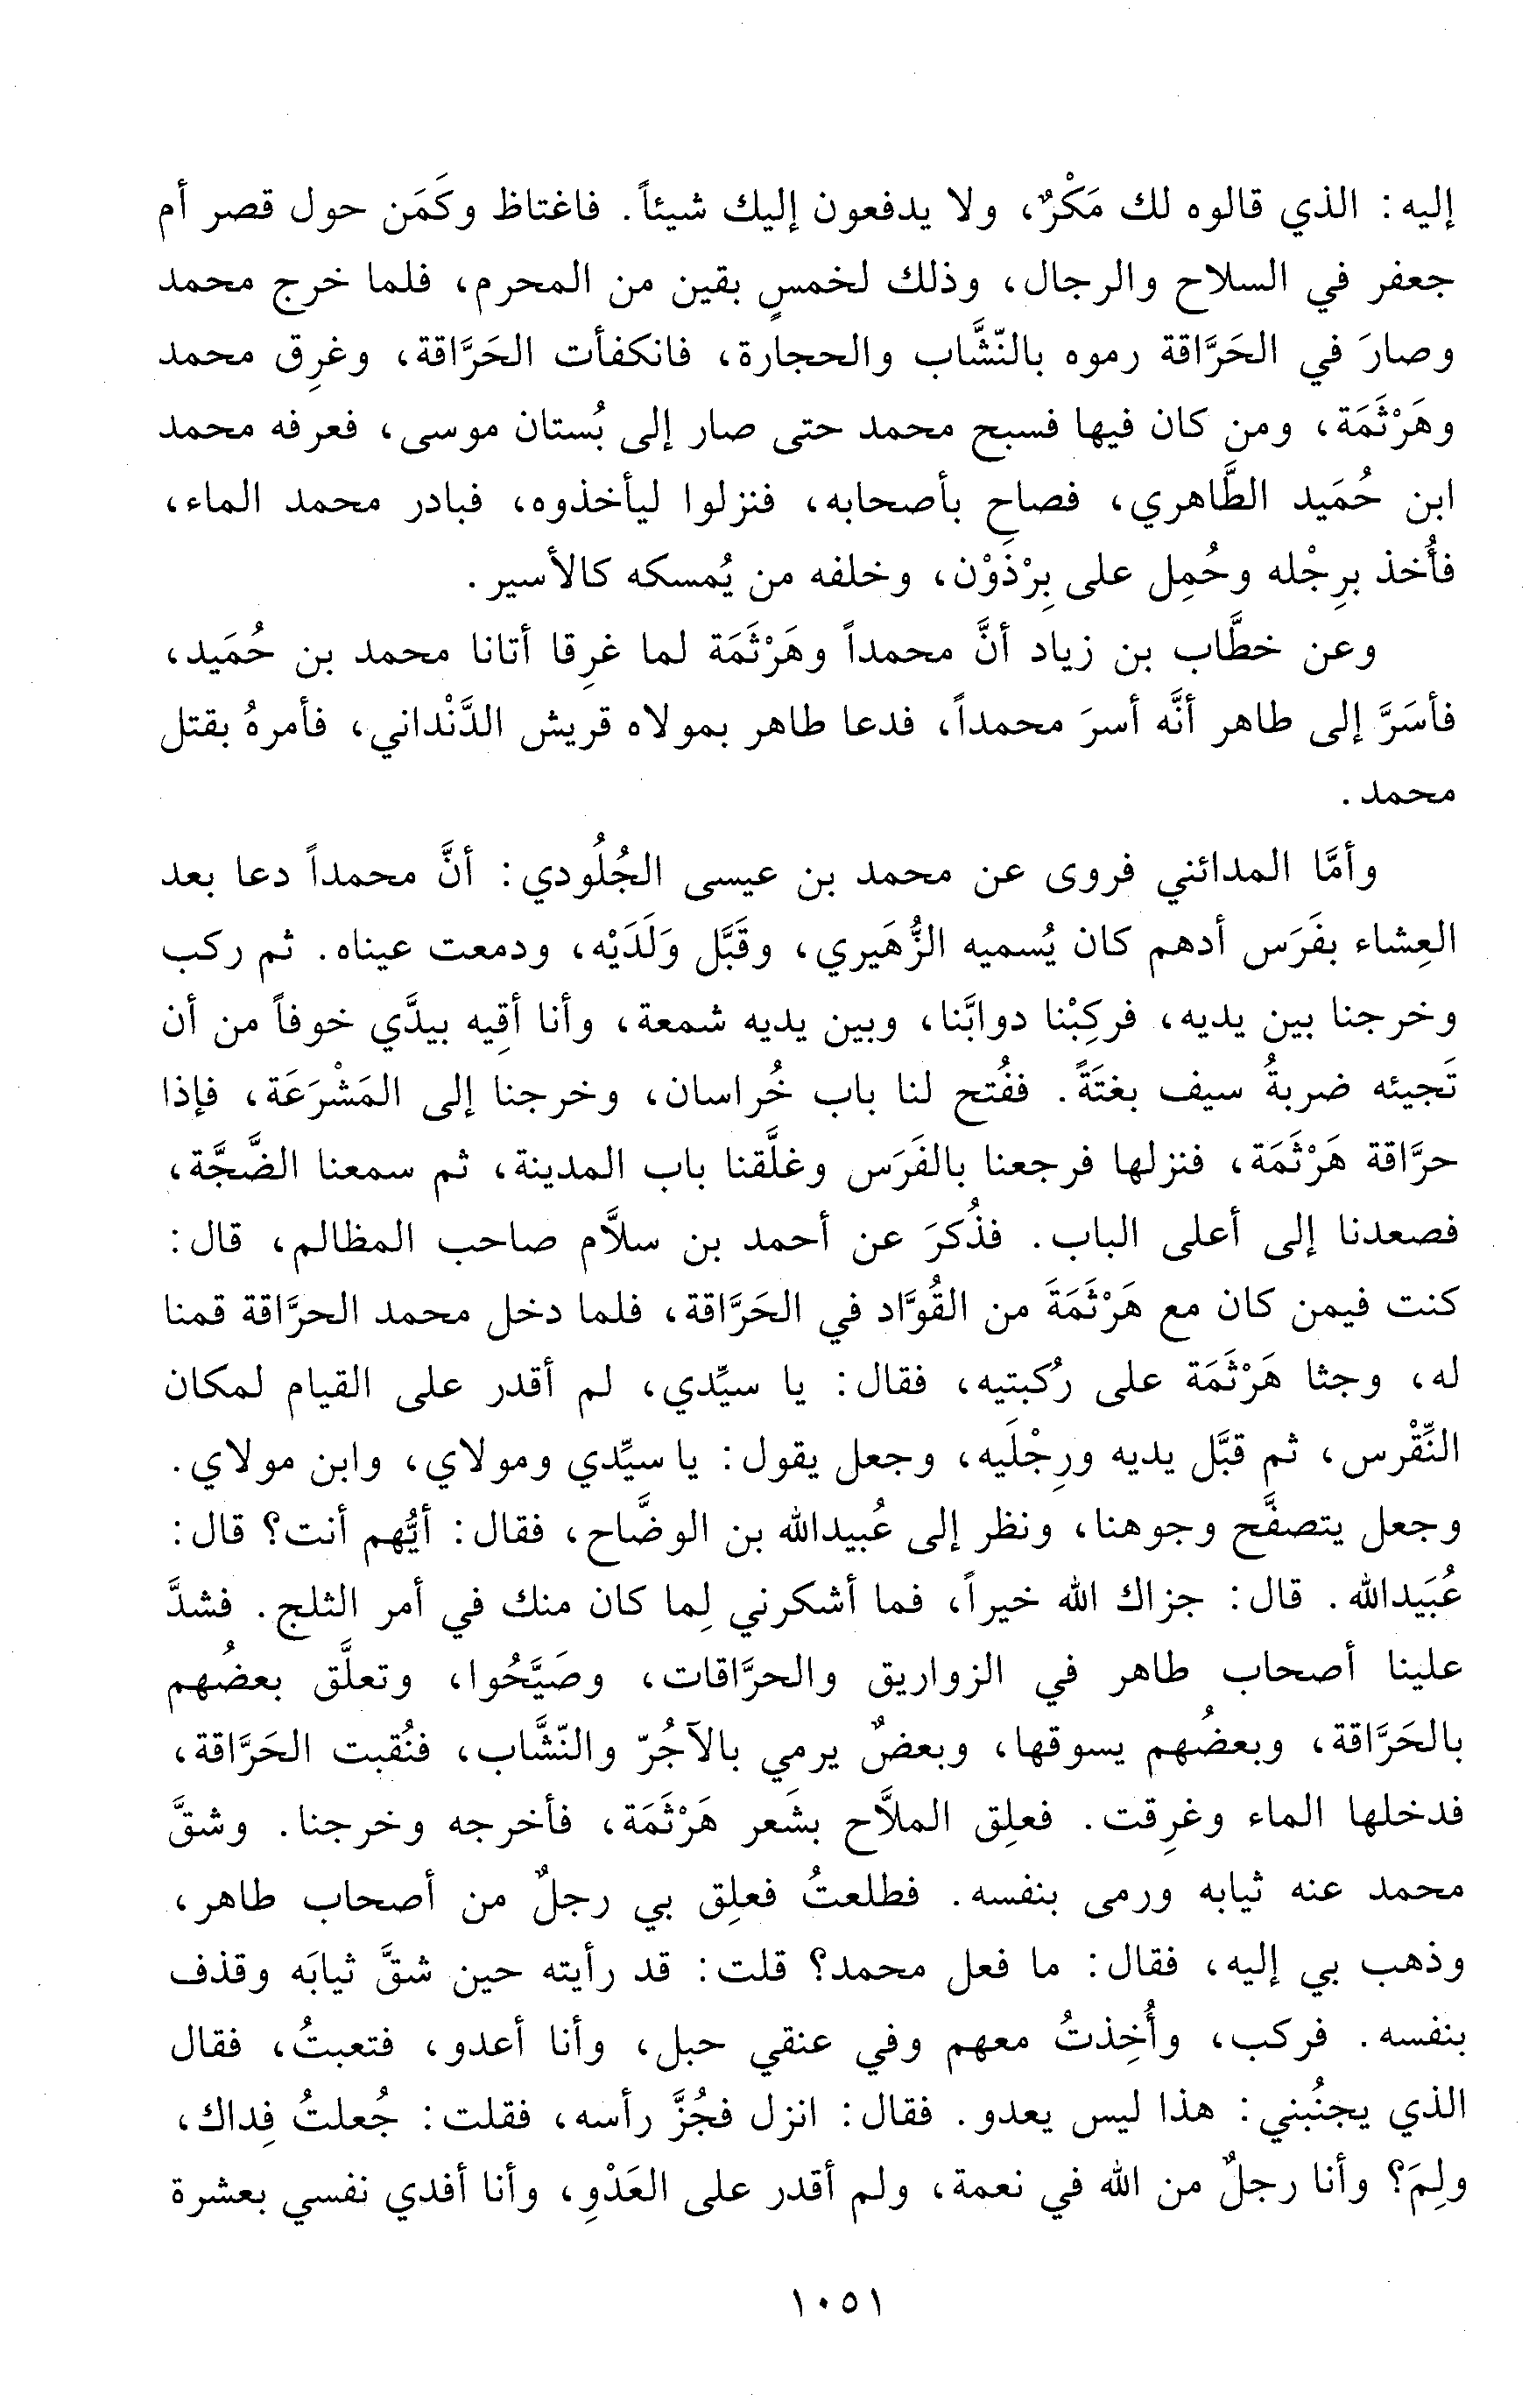 إليه: الذي قالوه لك مَكْرٌ، ولا يدفعون إليك شيئاً. فاغتاظ وكَمَن حول قصر أم
جعفر في السلاح والرجال، وذلك لخمسٍ بقين من المحرم، فلما خرج محمد
وصارَ في الحَرَّاقة رموه بالنّشَّاب والحجارة، فانكفأت الحَرَّاقة، وغرِق محمد
وهَرْثَمَة، ومن كان فيها فسبح محمد حتى صار إلى بُستان موسى، فعرفه محمد
ابن حُمَيد الطَّاهري، فصاح بأصحابه، فنزلوا ليأخذوه، فبادر محمد الماء،
فأُخذ برِجْله وحُمِل على بِرْذَوْن، وخلفه من يُمسكه كالأسير.
وعن خطَّاب بن زياد أنَّ محمداً وهَرْثَمَة لما غرِقا أتانا محمد بن حُمَيد،
فأسَرَّ إلى طاهر أنَّه أسرَ محمداً، فدعا طاهر بمولاه قريش الدَّنْداني، فأمرهُ بقتل
محمد.
وأمَّا المدائني فروى عن محمد بن عيسى الجُلُودي: أنَّ محمداً دعا بعد
العِشاء بفَرَس أدهم كان يُسميه الزُّهَيري، وقَبَّل وَلَدَيْه، ودمعت عيناه. ثم ركب
وخرجنا بين يديه، فركِبْنا دوابَّنا، وبين يديه شمعة، وأنا أقِيه بيدَّي خوفاً من أن
تَجيئه ضربةُ سيف بغتَةً. ففُتح لنا باب خُراسان، وخرجنا إلى المَشْرَعَة، فإذا
حرَّاقة هَرْثَمَة، فنزلها فرجعنا بالفَرَس وغلَّقنا باب المدينة، ثم سمعنا الضَّجَّة،
فصعدنا إلى أعلى الباب. فذُكرَ عن أحمد بن سلاَّم صاحب المظالم، قال:
كنت فيمن كان مع هَرْثَمَةَ من القُوَّاد في الحَرَّاقة، فلما دخل محمد الحرَّاقة قمنا
له، وجثا هَرْثَمَة على رُكبتيه، فقال: يا سيِّدي، لم أقدر على القيام لمكان
النِّقْرس، ثم قبَّل يديه ورِجْلَيه، وجعل يقول: يا سيِّدي ومولاي، وابن مولاي.
وجعل يتصفَّح وجوهنا، ونظر إلى عُبيدالله بن الوضَّاح، فقال: أيُّهم أنت؟ قال:
عُبَيدالله. قال: جزاك الله خيراً، فما أشكرني لِما كان منك في أمر الثلج. فشدَّ
علينا أصحاب طاهر في الزواريق والحرَّاقات، وصَيَّحُوا، وتعلَّق بعضُهم
بالحَرَّاقة، وبعضُهم يسوقها، وبعضٌ يرمي بالآجُرّ والنّشَّاب، فنُقبت الحَرَّاقة،
فدخلها الماء وغرِقت. فعلِق الملاَّح بشَعر هَرْثَمَة، فأخرجه وخرجنا. وشقَّ
محمد عنه ثيابه ورمى بنفسه. فطلعتُ فعلِق بي رجلٌ من أصحاب طاهر،
وذهب بي إليه، فقال: ما فعل محمد؟ قلت: قد رأيته حين شقَّ ثيابَه وقذف
بنفسه. فركب، وأُخِذتُ معهم وفي عنقي حبل، وأنا أعدو، فتعبتُ، فقال
الذي يجنُبني: هذا ليس يعدو. فقال: انزل فجُزَّ رأسه، فقلت: جُعلتُ فِداك،
ولِمَ؟ وأنا رجلٌ من الله في نعمة، ولم أقدر على العَدْوِ، وأنا أفدي نفسي بعشرة
١٠٥١